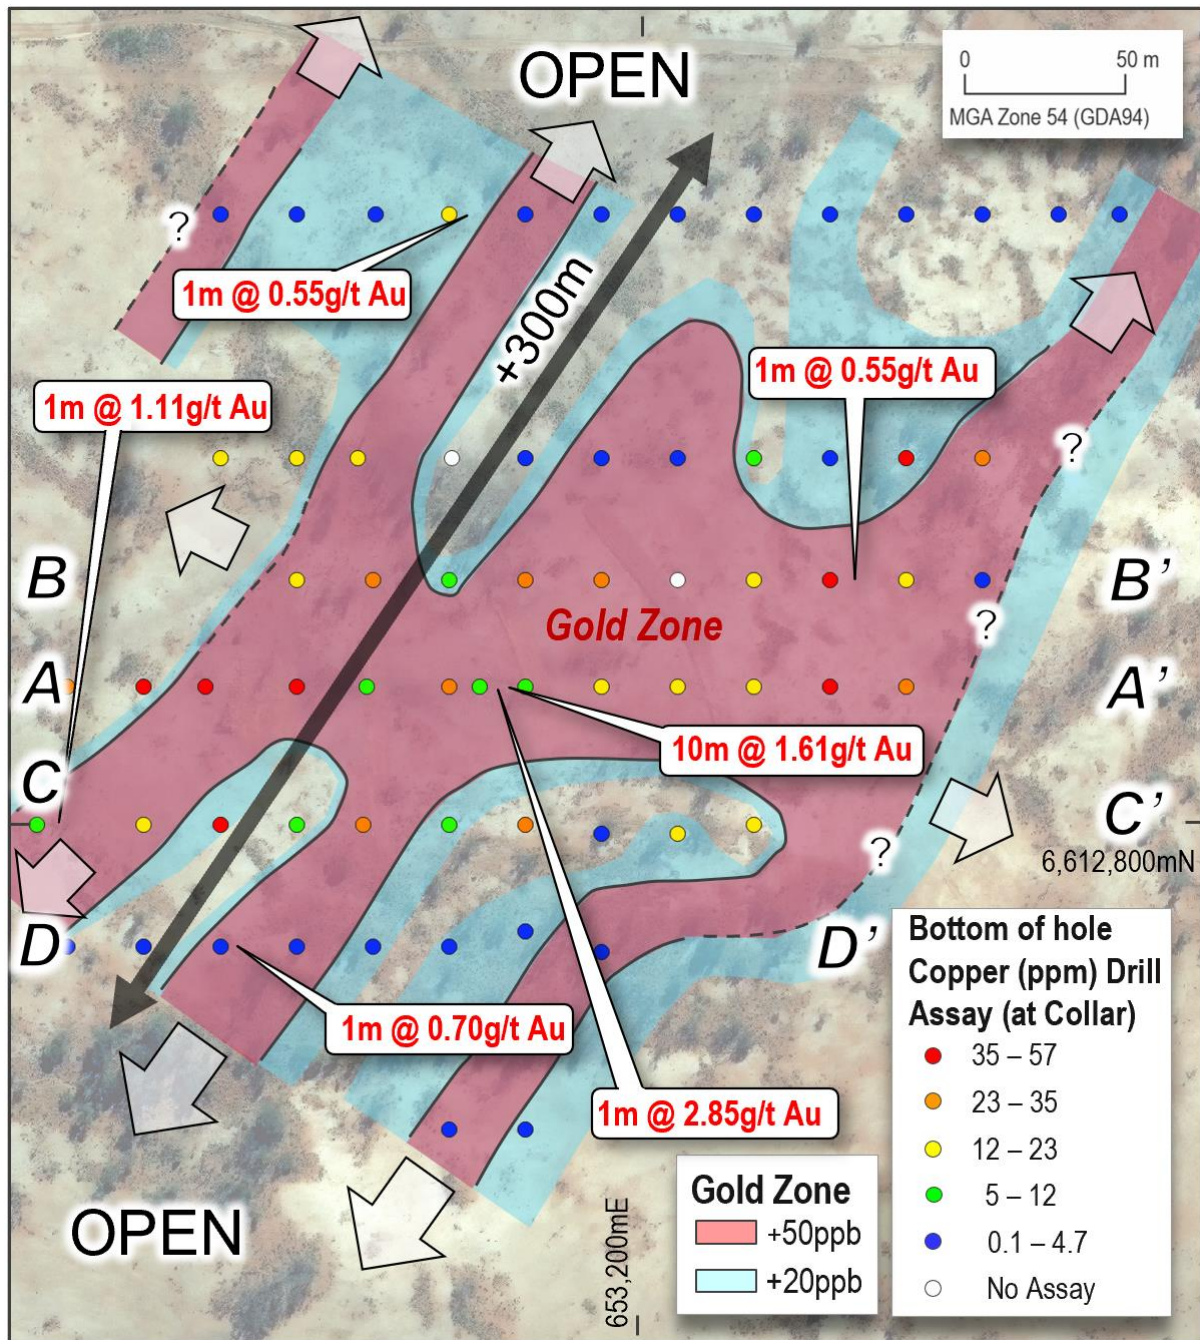 OPEN
0 50 m
MGA Zone 54 (GDA94)
?
1m @ 0.55g/t Au
+300m
1m @ 0.55g/t Au
1m @ 1.11g/t Au
?
B
B’
Gold Zone
?
A
A’
10m @ 1.61g/t Au
C
C’
6,612,800mN
?
D
D’
1m @ 0.70g/t Au
1m @ 2.85g/t Au
OPEN
653,200mE
Gold Zone
+50ppb
+20ppb
Bottom of hole
Copper (ppm) Drill
Assay (at Collar)
35 – 57
23 – 35
12 – 23
5 – 12
0.1 – 4.7
No Assay